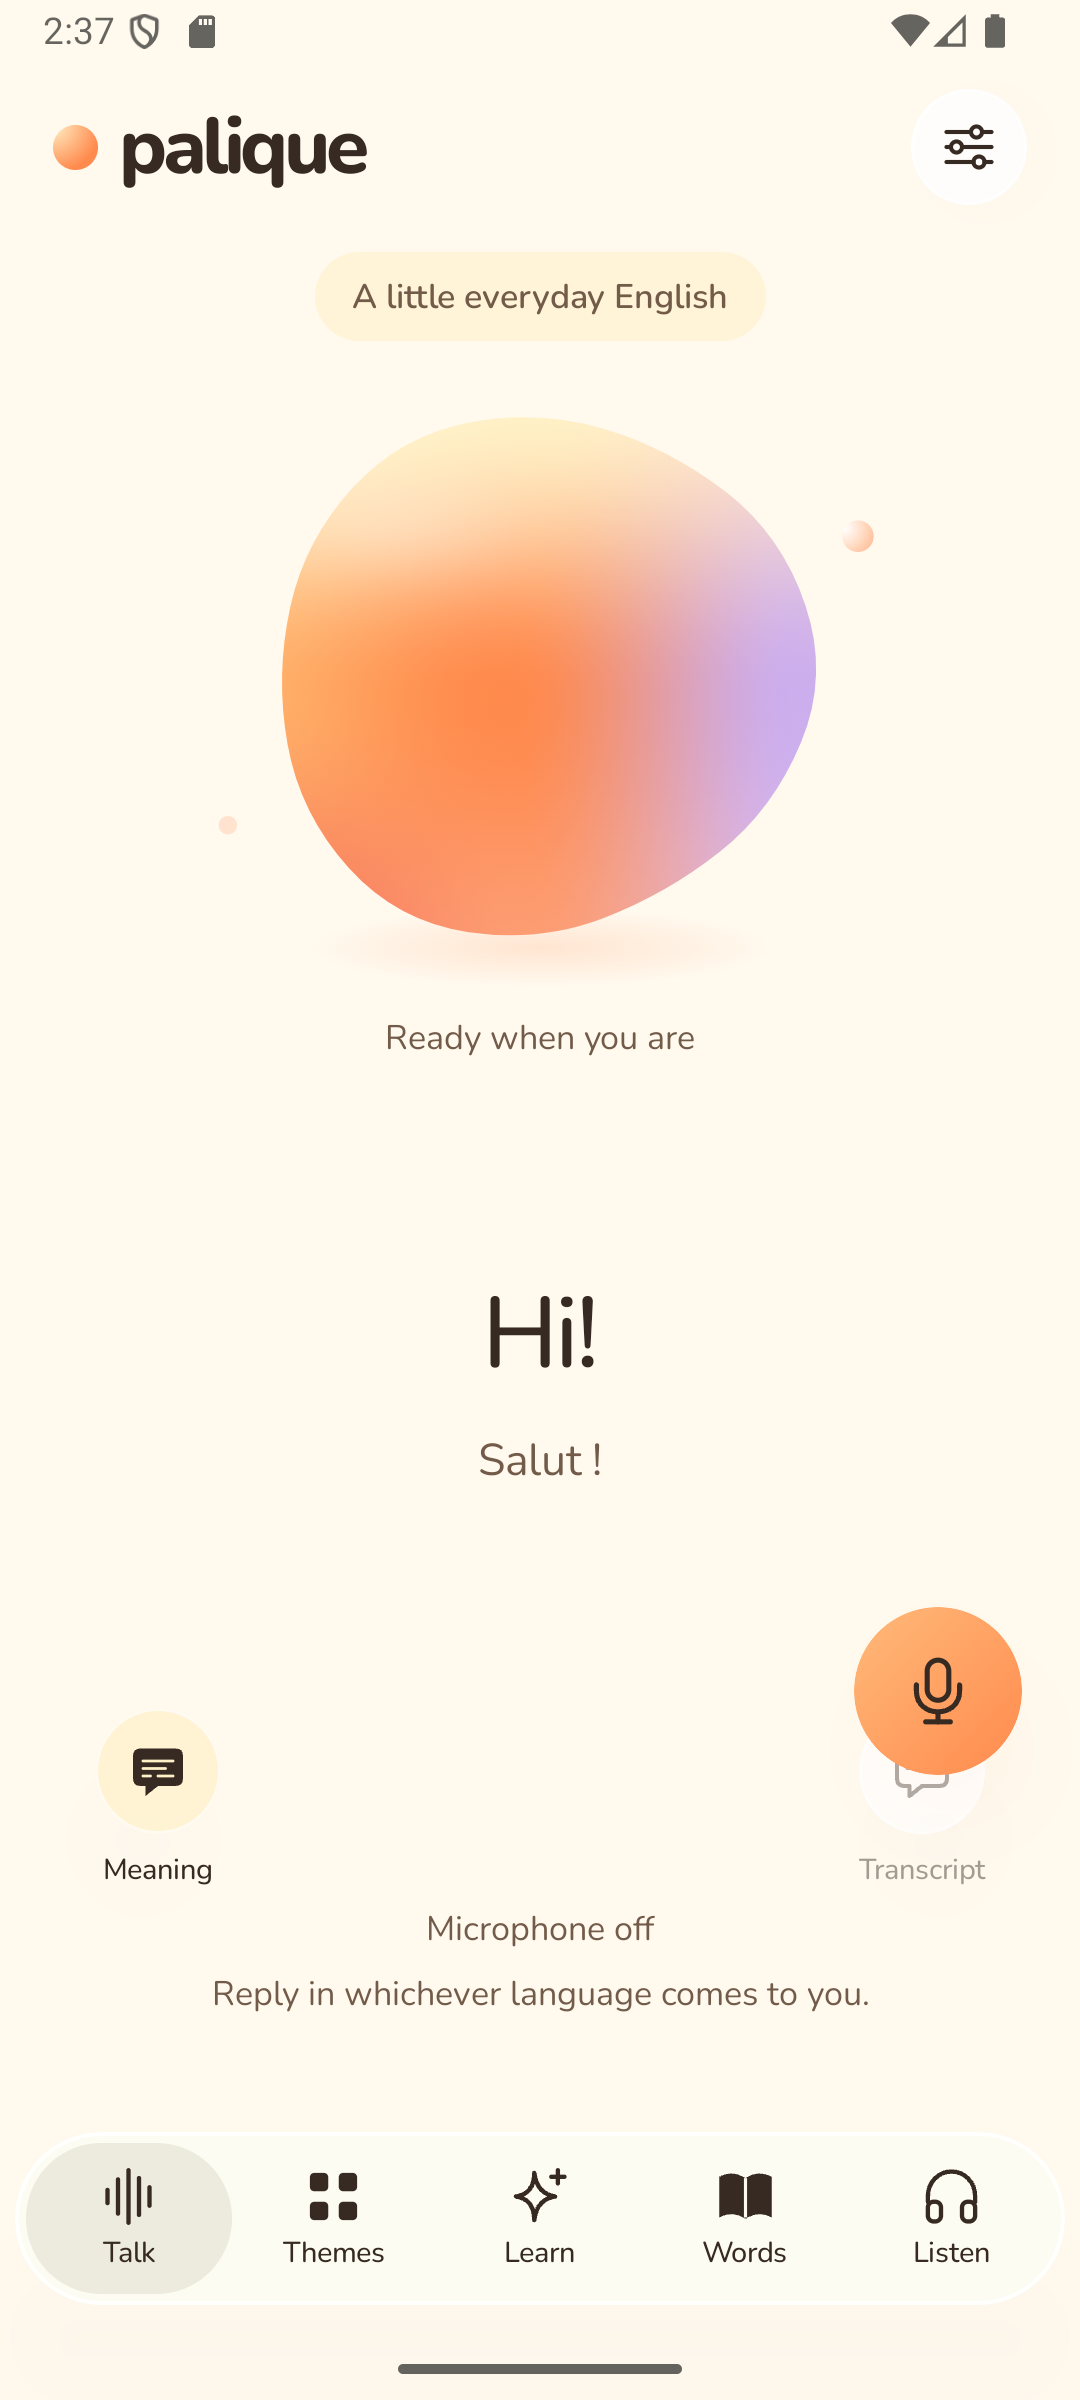 2:37
palique
A little everyday English
Ready when you are
Hi!
Salut !
Meaning
Transcript
Microphone off
Reply in whichever language comes to you.
Talk
Themes
Learn
Words
Listen